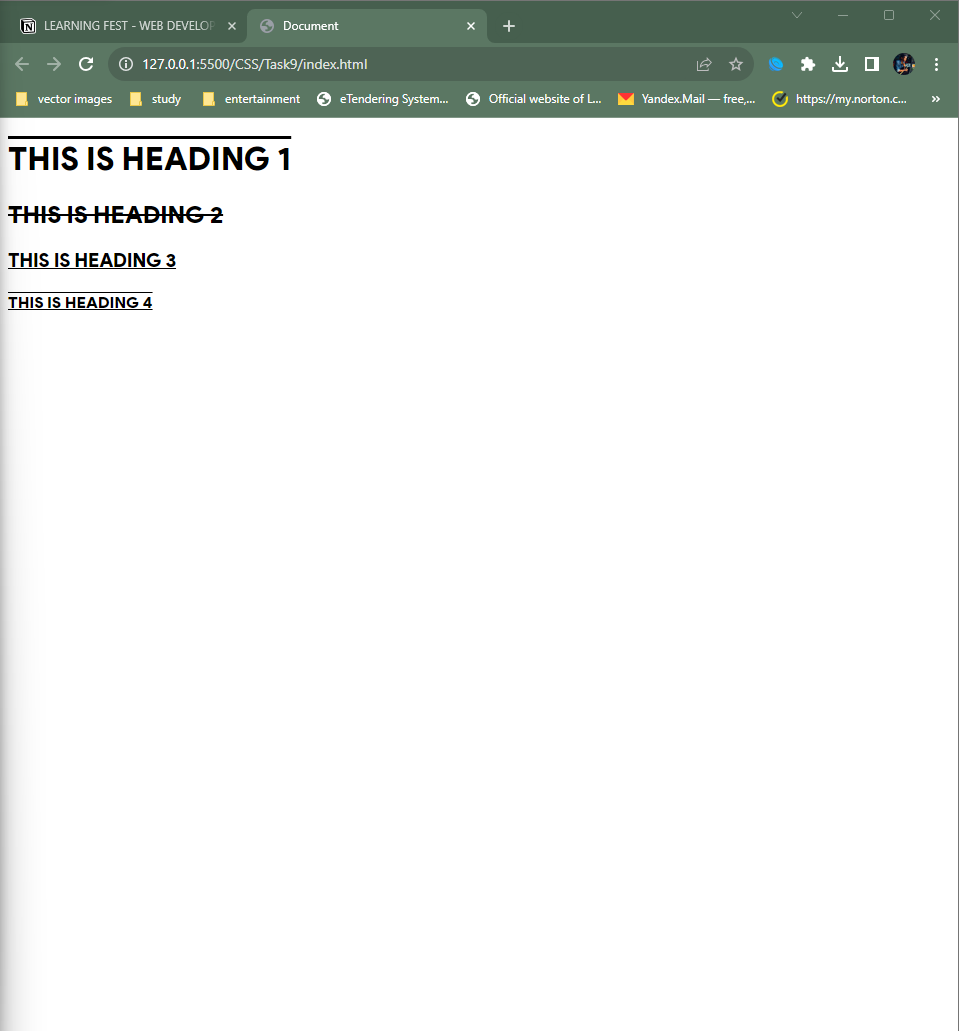 LEARNING FEST - WEB DEVELOP
Document
127.0.0.1:5500/CSS/Task9/index.html
vector images study entertainment eTendering System... Official website of L... Yandex.Mail — free,... https://my.norton.c... »
THIS IS HEADING 1
THIS IS HEADING 2
THIS IS HEADING 3
THIS IS HEADING 4